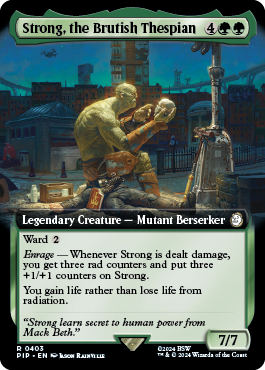 Strong, the Brutish Thespian 4
Legendary Creature — Mutant Berserker
Ward 2
Enrage — Whenever Strong is dealt damage,
you get three rad counters and put three
+1/+1 counters on Strong.
You gain life rather than lose life from
radiation.
“Strong learn secret to human power from
Mack Beth.”
7/7
R 0403
PIP • EN Jason Rainville
©2024 BSW
™ & © 2024 Wizards of the Coast